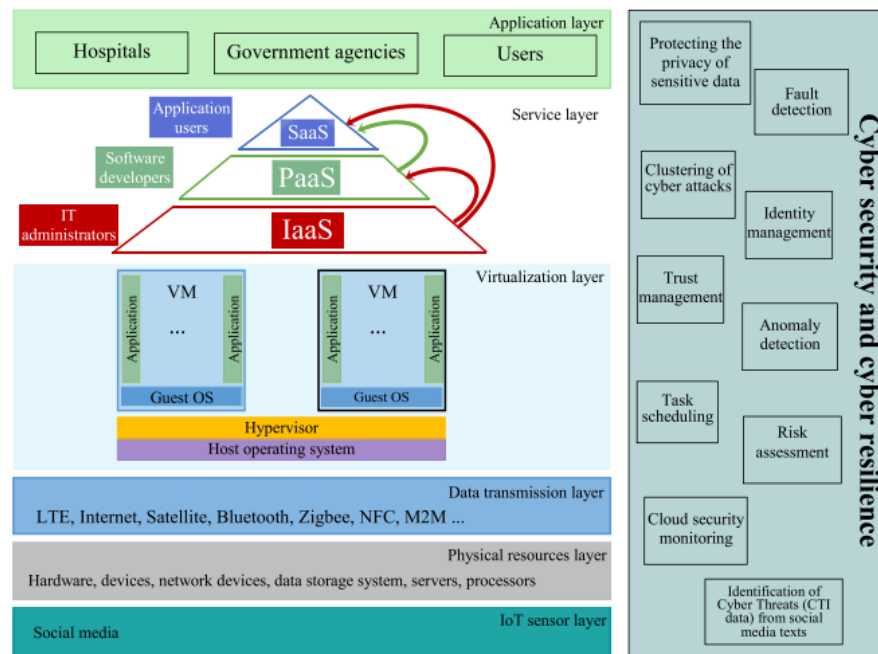 Application layer
Hospitals
Government agencies
Users
Service layer
Application
users
SaaS
Software
developers
PaaS
IT
administrators
IaaS
Virtualization layer
Application
VM
...
Application
Guest OS
Application
VM
...
Application
Guest OS
Hypervisor
Host operating system
Data transmission layer
LTE, Internet, Satellite, Bluetooth, Zigbee, NFC, M2M ...
Physical resources layer
Hardware, devices, network devices, data storage system, servers, processors
IoT sensor layer
Social media
Protecting the
privacy of
sensitive data
Fault
detection
Clustering of
cyber attacks
Identity
management
Trust
management
Anomaly
detection
Task
scheduling
Risk
assessment
Cloud security
monitoring
Identification of
Cyber Threats (CTI
data) from social
media texts
Cyber security and cyber resilience